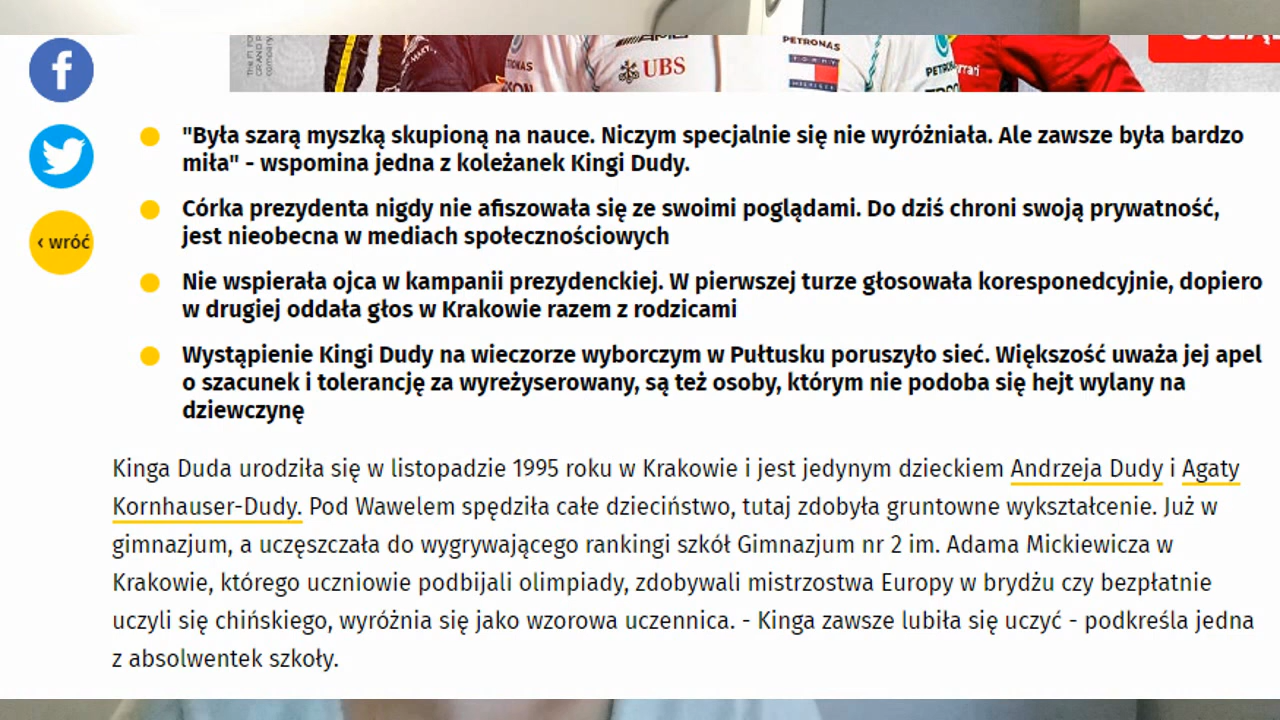 PETRONAS
AMG
UBS
TOMMY
HILFIGER
PETRO
"Była szarą myszką skupioną na nauce. Niczym specjalnie się nie wyróżniała. Ale zawsze była bardzo
miła" - wspomina jedna z koleżanek Kingi Dudy.
‹ wróć
Córka prezydenta nigdy nie afiszowała się ze swoimi poglądami. Do dziś chroni swoją prywatność,
jest nieobecna w mediach społecznościowych
Nie wspierała ojca w kampanii prezydenckiej. W pierwszej turze głosowała koresponedcyjnie, dopiero
w drugiej oddała głos w Krakowie razem z rodzicami
Wystąpienie Kingi Dudy na wieczorze wyborczym w Pułtusku poruszyło sieć. Większość uważa jej apel
o szacunek i tolerancję za wyreżyserowany, są też osoby, którym nie podoba się hejt wylany na
dziewczynę
Kinga Duda urodziła się w listopadzie 1995 roku w Krakowie i jest jedynym dzieckiem Andrzeja Dudy i Agaty
Kornhauser-Dudy. Pod Wawelem spędziła całe dzieciństwo, tutaj zdobyła gruntowne wykształcenie. Już w
gimnazjum, a uczęszczała do wygrywającego rankingi szkół Gimnazjum nr 2 im. Adama Mickiewicza w
Krakowie, którego uczniowie podbijali olimpiady, zdobywali mistrzostwa Europy w brydżu czy bezpłatnie
uczyli się chińskiego, wyróżnia się jako wzorowa uczennica. - Kinga zawsze lubiła się uczyć - podkreśla jedna
z absolwentek szkoły.